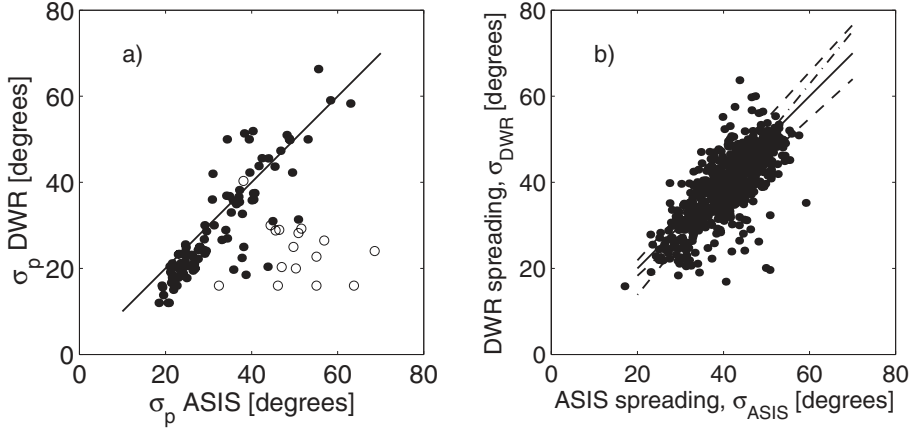 a)
80
60
40
20
0
0 20 40 60 80
σp DWR [degrees]
σp ASIS [degrees]
b)
80
60
40
20
0
0 20 40 60 80
DWR spreading, σDWR [degrees]
ASIS spreading, σASIS [degrees]